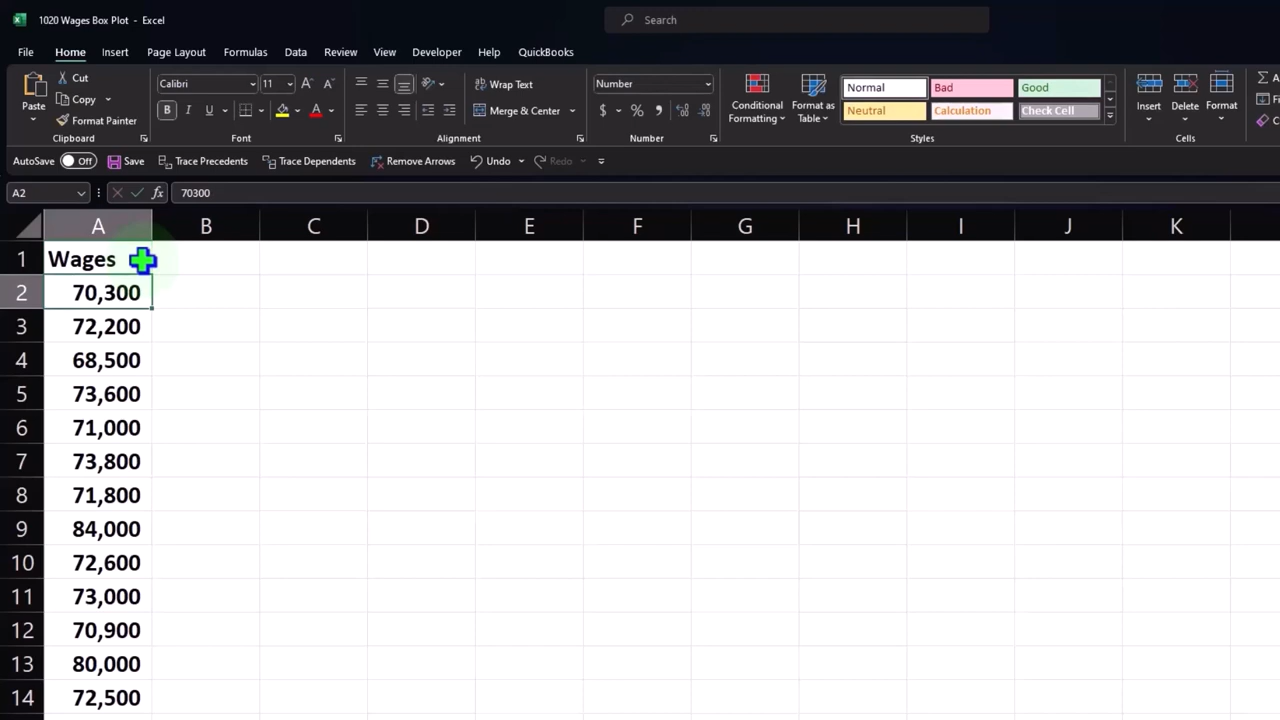 1020 Wages Box Plot - Excel
Search
File Home Insert Page Layout Formulas Data Review View Developer Help QuickBooks
Paste
Cut
Copy
Format Painter
Clipboard
Calibri 11
B I U
Font
Wrap Text
Merge & Center
Alignment
Number
$ % ,
Number
Conditional Formatting
Format as Table
Normal Bad Good
Neutral Calculation Check Cell
Styles
Insert Delete Format
Cells
AutoSave Off Save Trace Precedents Trace Dependents Remove Arrows Undo Redo
A2 fx 70300
A B C D E F G H I J K
1 Wages
2 70,300
3 72,200
4 68,500
5 73,600
6 71,000
7 73,800
8 71,800
9 84,000
10 72,600
11 73,000
12 70,900
13 80,000
14 72,500